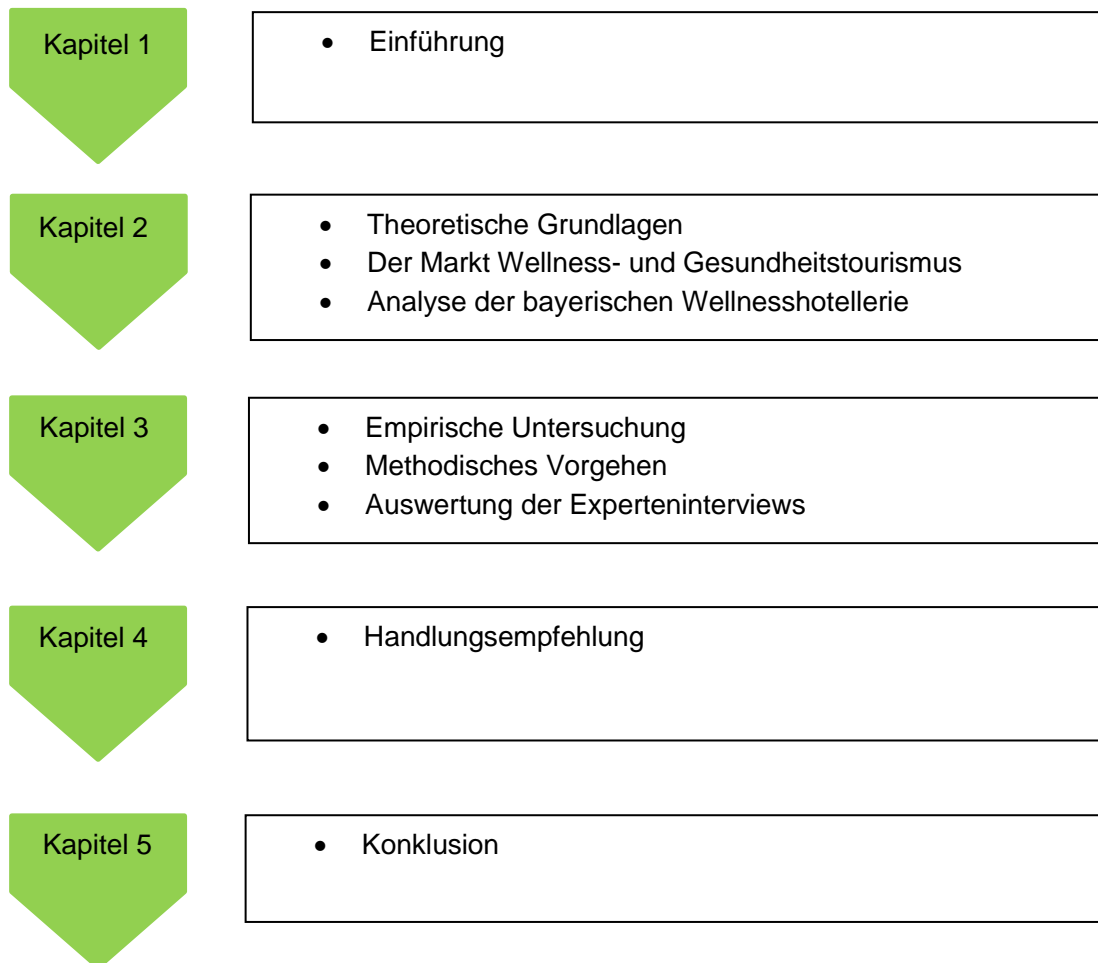 Kapitel 1
• Einführung
Kapitel 2
• Theoretische Grundlagen
• Der Markt Wellness- und Gesundheitstourismus
• Analyse der bayerischen Wellnesshotellerie
Kapitel 3
• Empirische Untersuchung
• Methodisches Vorgehen
• Auswertung der Experteninterviews
Kapitel 4
• Handlungsempfehlung
Kapitel 5
• Konklusion